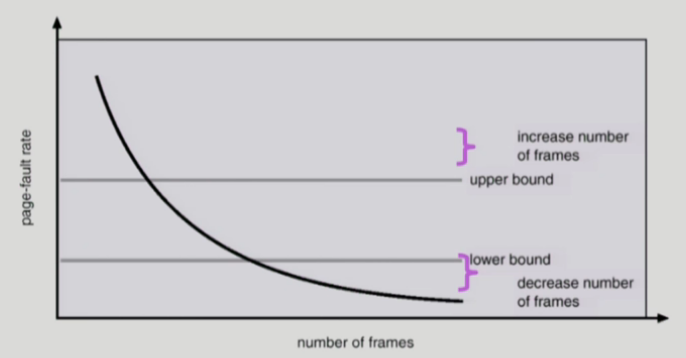 page-fault rate
increase number
of frames
upper bound
lower bound
decrease number
of frames
number of frames